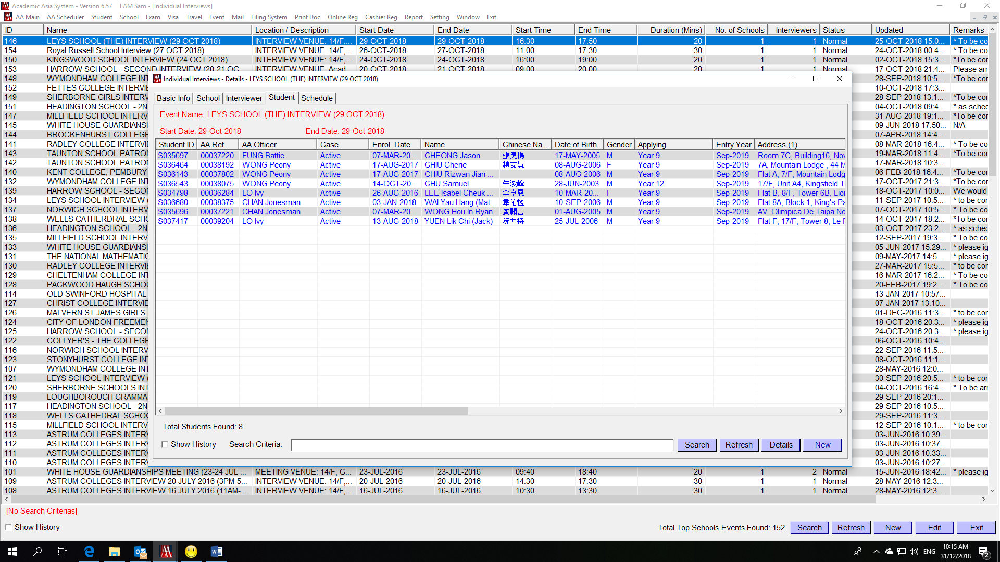 Academic Asia System - Version 6.57 LAM Sam - [Individual Interviews]
AA Main AA Scheduler Student School Exam Visa Travel Event Mail Filing System Print Doc Online Reg Cashier Reg Report Setting Window Exit
ID Name Location / Description Start Date End Date Start Time End Time Duration (Mins) No. of Schools Interviewers Status Updated Remarks
146 LEYS SCHOOL (THE) INTERVIEW (29 OCT 2018) INTERVIEW VENUE: 14/F,... 29-OCT-2018 29-OCT-2018 16:30 17:50 20 1 1 Normal 25-OCT-2018 15:0... * To be co
154 Royal Russell School Interview (27 OCT 2018) INTERVIEW VENUE: 14/F,... 26-OCT-2018 27-OCT-2018 11:00 17:30 30 1 1 Normal 24-OCT-2018 00:4... * To be co
150 KINGSWOOD SCHOOL INTERVIEW (24 OCT 2018) INTERVIEW VENUE: 14/F,... 24-OCT-2018 24-OCT-2018 16:00 19:00 20 1 1 Normal 02-OCT-2018 15:3... *To be cor
153 HARROW SCHOOL - SECOND INTERVIEW (20-21 OC... INTERVIEW VENUE: Acad... 20-OCT-2018 21-OCT-2018 09:00 20:00 20 1 1 Normal 17-OCT-2018 21:4... Please arr
148 WYMONDHAM COLLEGE INT 28-SEP-2018 10:5... *To be cor
152 FETTES COLLEGE INTERVIE 10-OCT-2018 17:3...
149 SHERBORNE GIRLS INTERV 28-SEP-2018 13:1... *To be cor
151 HEADINGTON SCHOOL - 2N 04-OCT-2018 09:4... * as sched
147 MILLFIELD SCHOOL INTERV 31-AUG-2018 19:1... *To be cor
145 WHITE HOUSE GUARDIANSH 09-JUN-2018 17:50... N/A
144 BROCKENHURST COLLEGE 07-APR-2018 14:4...
141 RADLEY COLLEGE INTERVIE 08-MAR-2018 16:4... * To be co
143 TAUNTON SCHOOL PATRON 19-MAR-2018 11:4... *To be cor
142 TAUNTON SCHOOL INTERVI 17-MAR-2018 10:3...
140 KENT COLLEGE, PEMBURY 06-FEB-2018 16:4... *To be cor
132 WYMONDHAM COLLEGE INT 17-OCT-2017 21:3... *To be cor
139 HARROW SCHOOL - SECON 18-OCT-2017 10:0... We would
134 LEYS SCHOOL INTERVIEW ( 11-SEP-2017 10:5... * to be cor
137 NORWICH SCHOOL INTERVI 07-OCT-2017 10:5... * To be cor
138 WELLS CATHERDRAL SCHO 14-OCT-2017 18:2... *To be cor
136 HEADINGTON SCHOOL - 2N 03-OCT-2017 23:2... * as sched
135 MILLFIELD SCHOOL INTERV 12-SEP-2017 19:3... * To be co
133 WHITE HOUSE GUARDIANSH 05-JUN-2017 15:29... * please ig
131 THE NATIONAL MATHEMATIC 09-MAY-2017 14:5... * please ig
130 RADLEY COLLEGE INTERVIE 27-MAR-2017 15:5... * to be cor
129 CHELTENHAM COLLEGE INT 16-MAR-2017 16:2... * To be co
128 PACKWOOD HAUGH SCHOO 20-FEB-2017 19:2... * To be co
114 OLD SWINFORD HOSPITAL 13-JAN-2017 10:57...
127 CHRIST COLLEGE INTERVIE 07-JAN-2017 13:10...
126 MALVERN ST JAMES GIRLS 01-DEC-2016 11:3... * to be cor
124 CITY OF LONDON FREEMEN 18-OCT-2016 20:3... * please ig
125 HARROW SCHOOL - SECON 24-OCT-2016 20:3... * please ig
122 COLLYER'S - THE COLLEGE 06-OCT-2016 10:4...
116 NORWICH SCHOOL INTERVI 22-SEP-2016 11:5...
123 STONYHURST COLLEGE INT 08-OCT-2016 11:1...
107 WYMONDHAM COLLEGE INT 28-MAY-2016 12:0...
121 LEYS SCHOOL INTERVIEW ( 30-SEP-2016 20:5... * to be cor
120 SHERBORNE SCHOOLS INT 04-OCT-2016 16:4... * To be arr
119 LOUGHBOROUGH GRAMMA 29-SEP-2016 20:1...
117 HEADINGTON SCHOOL - 2N 29-SEP-2016 10:5...
118 WELLS CATHEDRAL SCHO 29-SEP-2016 11:3...
115 MILLFIELD SCHOOL INTERV 12-SEP-2016 10:1... * to be cor
113 ASTRUM COLLEGES INTERV 03-JUN-2016 10:39...
112 ASTRUM COLLEGES INTERV 03-JUN-2016 10:37...
111 ASTRUM COLLEGES INTERV 03-JUN-2016 10:33...
110 ASTRUM COLLEGES INTERV 03-JUN-2016 10:27...
101 WHITE HOUSE GUARDIANSHIPS MEETING (23-24 JUL ... MEETING VENUE: 14/F, C... 23-JUL-2016 23-JUL-2016 09:40 18:40 20 1 2 Normal 15-JUN-2016 18:42... * please ig
109 ASTRUM COLLEGES INTERVIEW 20 JULY 2016 (3PM-5... INTERVIEW VENUE: 14/F,... 20-JUL-2016 20-JUL-2016 14:30 17:30 30 1 1 Normal 28-MAY-2016 12:3...
108 ASTRUM COLLEGES INTERVIEW 16 JULY 2016 (11AM-... INTERVIEW VENUE: 14/F,... 16-JUL-2016 16-JUL-2016 10:30 13:30 30 1 1 Normal 28-MAY-2016 12:3...
Individual Interviews - Details - LEYS SCHOOL (THE) INTERVIEW (29 OCT 2018)
Basic Info School Interviewer Student Schedule
Event Name: LEYS SCHOOL (THE) INTERVIEW (29 OCT 2018)
Start Date: 29-Oct-2018 End Date: 29-Oct-2018
Student ID AA Ref. AA Officer Case Enrol. Date Name Chinese Na... Date of Birth Gender Applying Entry Year Address (1)
S035697 00037220 FUNG Battie Active 07-MAR-20... CHEONG Jason 張奧揚 17-MAY-2005 M Year 9 Sep-2019 Room 7C, Building16, Nov
S036464 00038192 WONG Peony Active 17-AUG-2017 CHIU Cherie 趙芠慧 08-AUG-2006 F Year 9 Sep-2019 7A, Mountain Lodge , 44 M
S036143 00037802 WONG Peony Active 17-AUG-2017 CHIU Rizwan Jian ... 08-AUG-2006 M Year 9 Sep-2019 Flat A, 7/F, Mountain Lodg
S036543 00038075 WONG Peony Active 14-OCT-20... CHU Samuel 朱浚峰 28-JUN-2003 M Year 12 Sep-2019 17/F, Unit A4, Kingsfield T
S034798 00036284 LO Ivy Active 26-AUG-2016 LEE Isabel Cheuk ... 李卓恩 10-MAR-20... F Year 9 Sep-2019 Flat B, 8/F, Tower 6B, Lion
S036680 00038375 CHAN Jonesman Active 03-JAN-2018 WAI Yau Hang (Mat... 韋佑恆 10-SEP-2006 M Year 9 Sep-2019 Flat 8A, Block 1, King's Pa
S035696 00037221 CHAN Jonesman Active 07-MAR-20... WONG Hou In Ryan 黃顥言 01-AUG-2005 M Year 9 Sep-2019 AV. Olimpica De Taipa No
S037417 00039204 LO Ivy Active 13-AUG-2018 YUEN Lik Chi (Jack) 阮力持 25-JUL-2006 M Year 9 Sep-2019 Flat F, 17/F, Tower 8, Le P
Total Students Found: 8
Show History Search Criteria: Search Refresh Details New
[No Search Criterias]
Show History Total Top Schools Events Found: 152 Search Refresh New Edit Exit
ENG 10:15 AM
31/12/2018 2